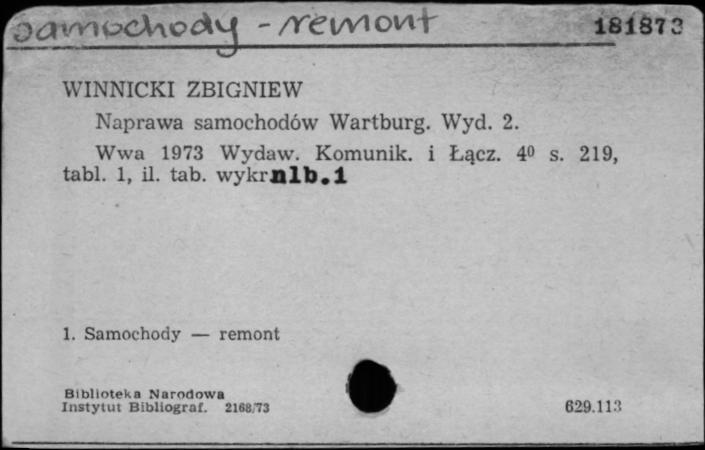 samochody - remont 181873
WINNICKI ZBIGNIEW
Naprawa samochodów Wartburg. Wyd. 2.
Wwa 1973 Wydaw. Komunik. i Łącz. 4⁰ s. 219,
tabl. 1, il. tab. wykr nlb.1
1. Samochody — remont
Biblioteka Narodowa
Instytut Bibliograf. 2168/73 629.113